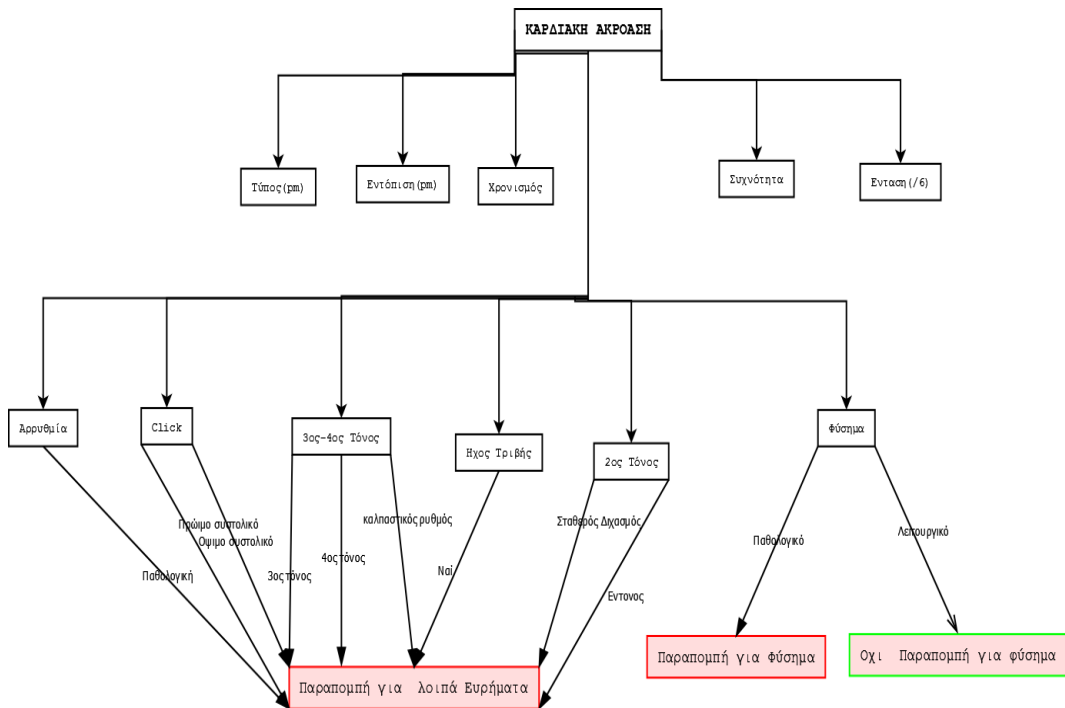 ΚΑΡΔΙΑΚΗ ΑΚΡΟΑΣΗ
Τύπος(pm)
Εντόπιση(pm)
Χρονισμός
Συχνότητα
Ενταση(/6)
Αρρυθμία
Click
3ος-4ος Τόνος
Ηχος Τριβής
2ος Τόνος
Φύσημα
Πρώιμο συστολικό
Οψιμο συστολικό
Παθολογική
3ος τόνος
4ος τόνος
καλπαστικός ρυθμός
Ναί
Σταθερός Διχασμός
Εντονος
Παθολογικό
Λειτουργικό
Παραπομπή για λοιπά Ευρήματα
Παραπομπή για Φύσημα
Οχι Παραπομπή για φύσημα